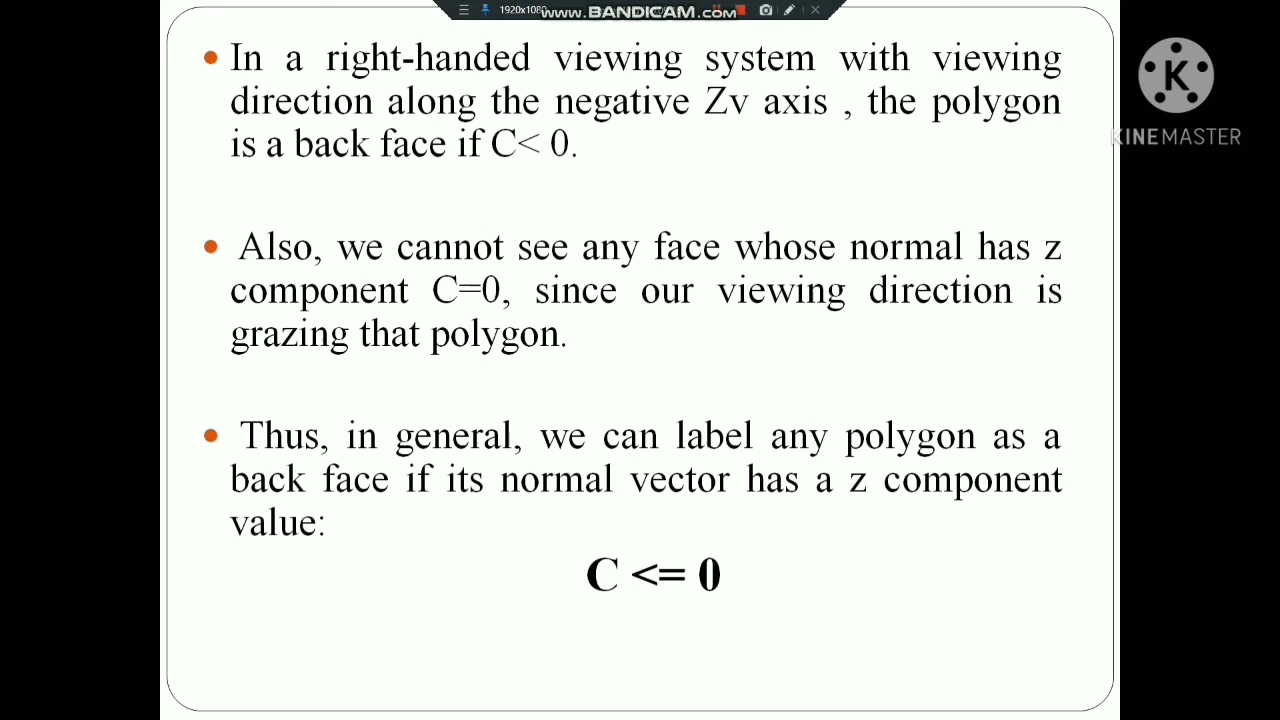 1920x1080
www.BANDICAM.com
K
KINEMASTER
• In a right-handed viewing system with viewing
direction along the negative Zv axis , the polygon
is a back face if C< 0.
• Also, we cannot see any face whose normal has z
component C=0, since our viewing direction is
grazing that polygon.
• Thus, in general, we can label any polygon as a
back face if its normal vector has a z component
value:
C <= 0